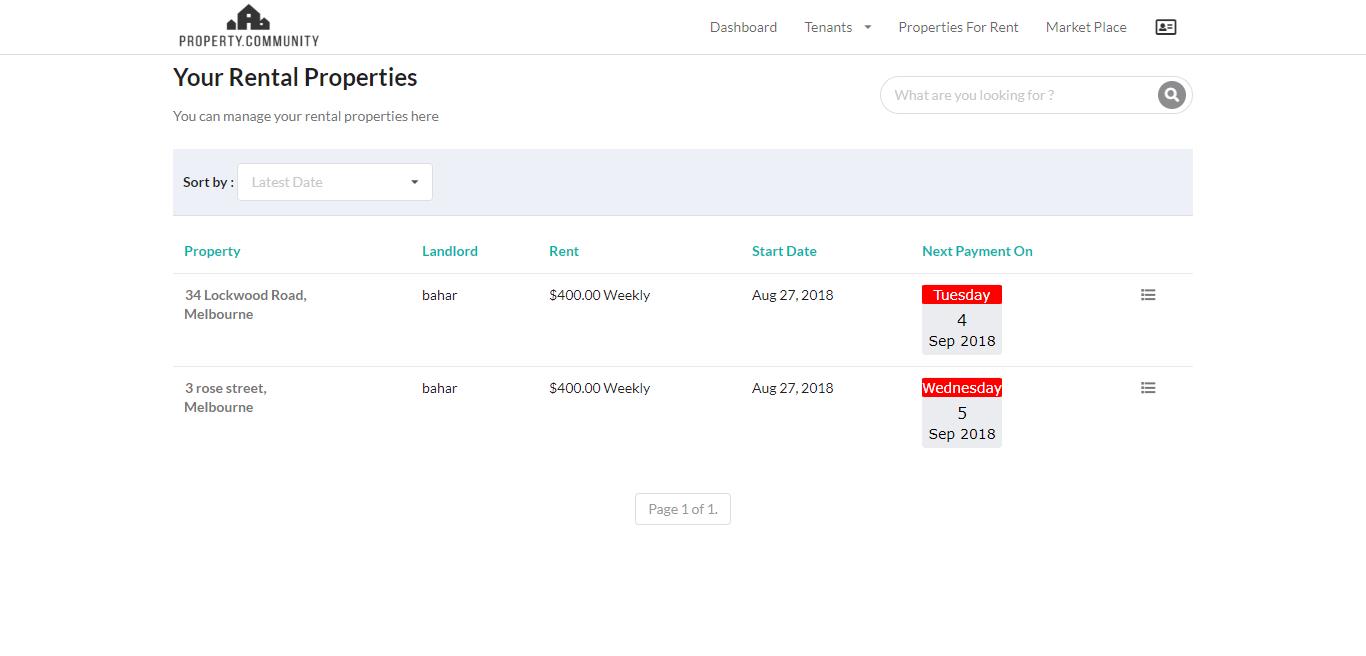 PROPERTY.COMMUNITY
Dashboard Tenants Properties For Rent Market Place
Your Rental Properties
What are you looking for ?
You can manage your rental properties here
Sort by : Latest Date
Property Landlord Rent Start Date Next Payment On
34 Lockwood Road, bahar $400.00 Weekly Aug 27, 2018 Tuesday
Melbourne
4
Sep 2018
3 rose street, bahar $400.00 Weekly Aug 27, 2018 Wednesday
Melbourne
5
Sep 2018
Page 1 of 1.